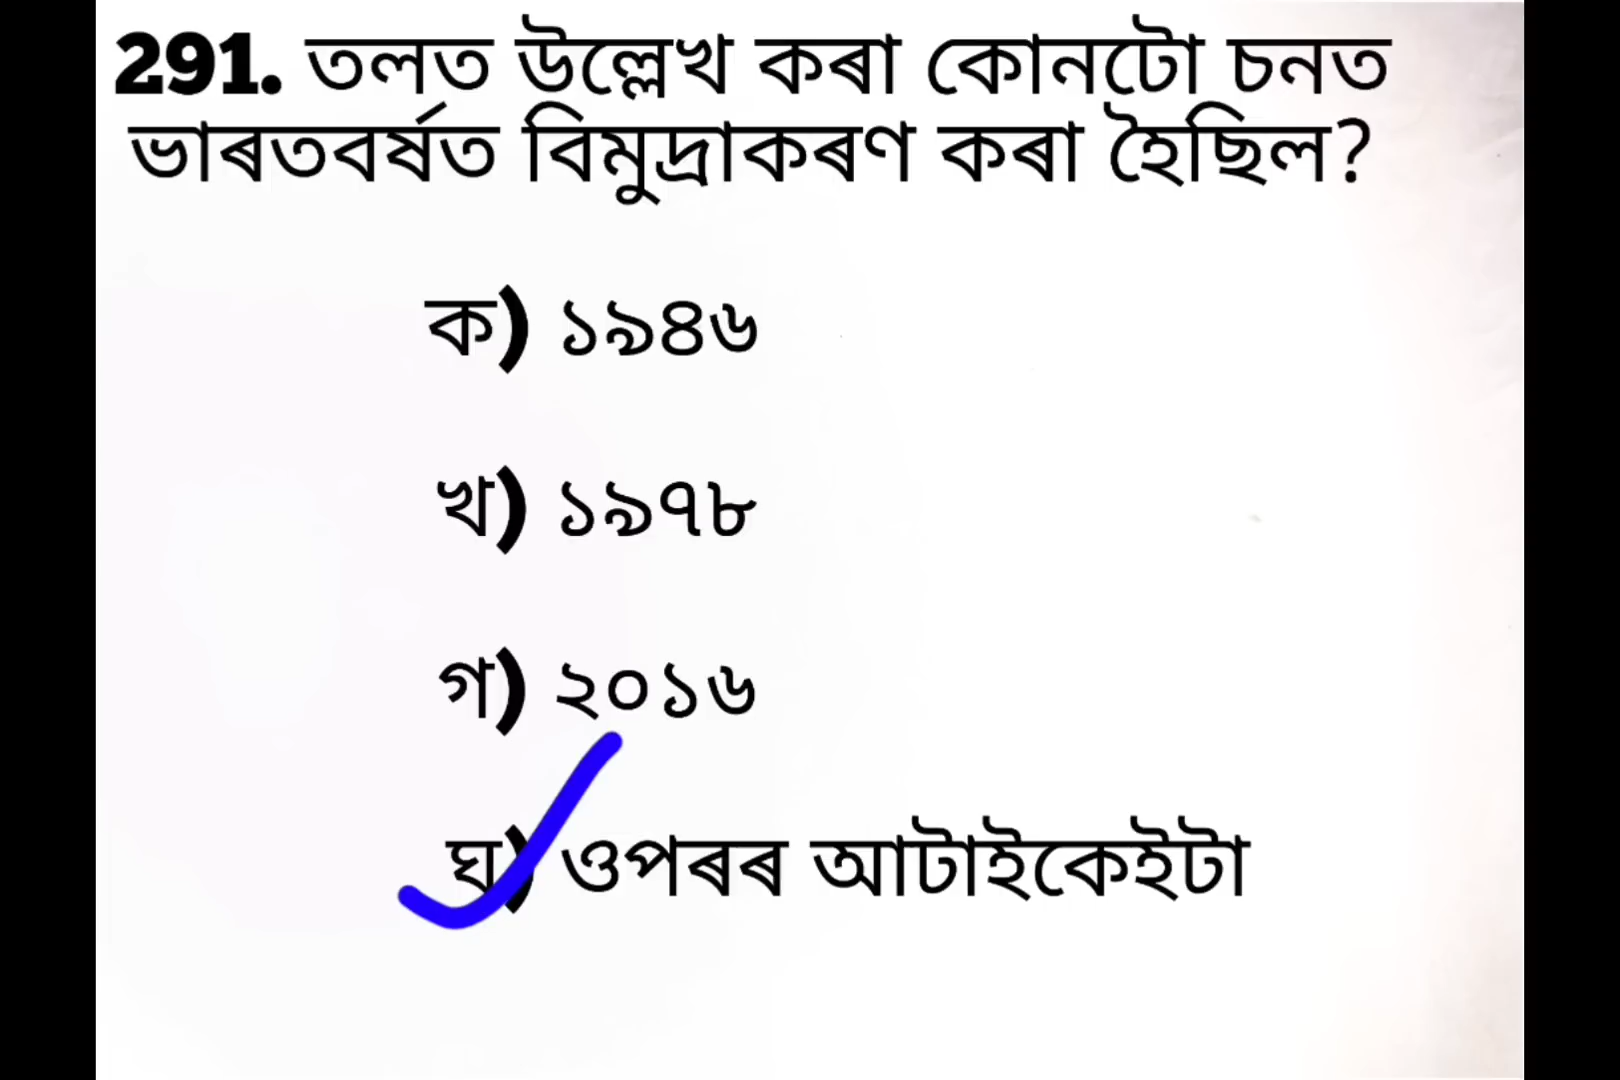 291. তলত উল্লেখ কৰা কোনটো চনত
ভাৰতবৰ্ষত বিমুদ্ৰাকৰণ কৰা হৈছিল?
ক) ১৯৪৬
খ) ১৯৭৮
গ) ২০১৬
ঘ) ওপৰৰ আটাইকেইটা